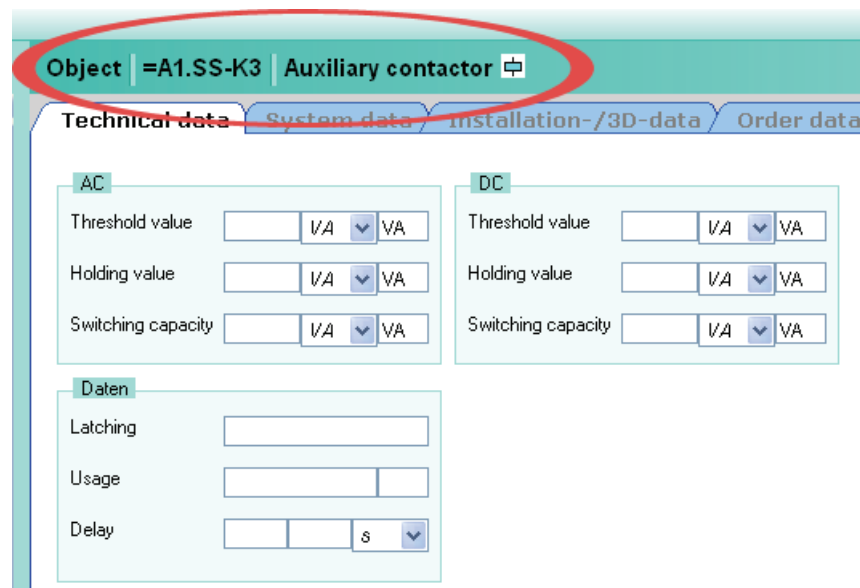 Object =A1.SS-K3 Auxiliary contactor
Technical data System data Installation-/3D-data Order data
AC
Threshold value VA VA
Holding value VA VA
Switching capacity VA VA
DC
Threshold value VA VA
Holding value VA VA
Switching capacity VA VA
Daten
Latching
Usage
Delay s